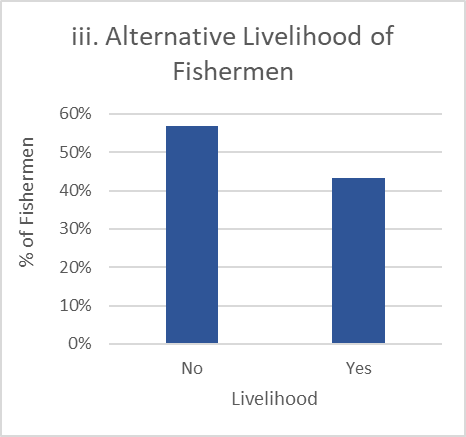 iii. Alternative Livelihood of
Fishermen
60%
50%
40%
30%
20%
10%
0%
% of Fishermen
No
Yes
Livelihood